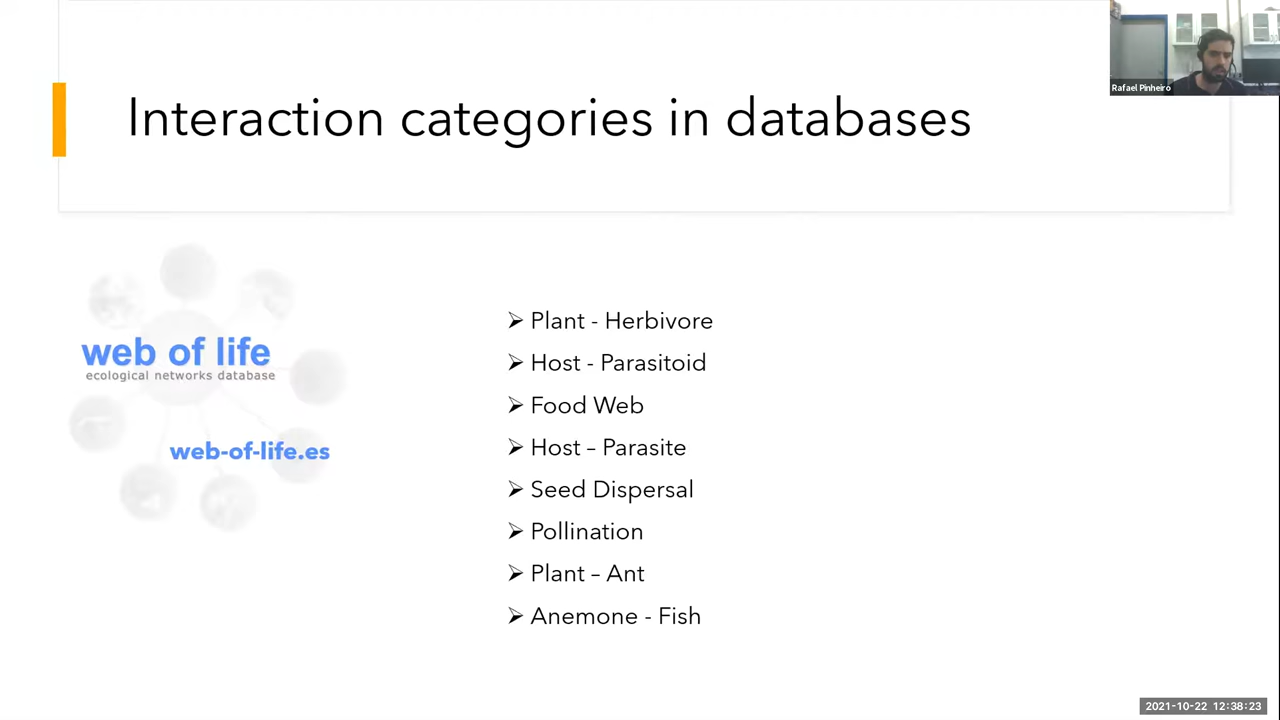 Rafael Pinheiro
Interaction categories in databases
web of life
ecological networks database
web-of-life.es
➢ Plant - Herbivore
➢ Host - Parasitoid
➢ Food Web
➢ Host – Parasite
➢ Seed Dispersal
➢ Pollination
➢ Plant – Ant
➢ Anemone - Fish
2021-10-22 12:38:23